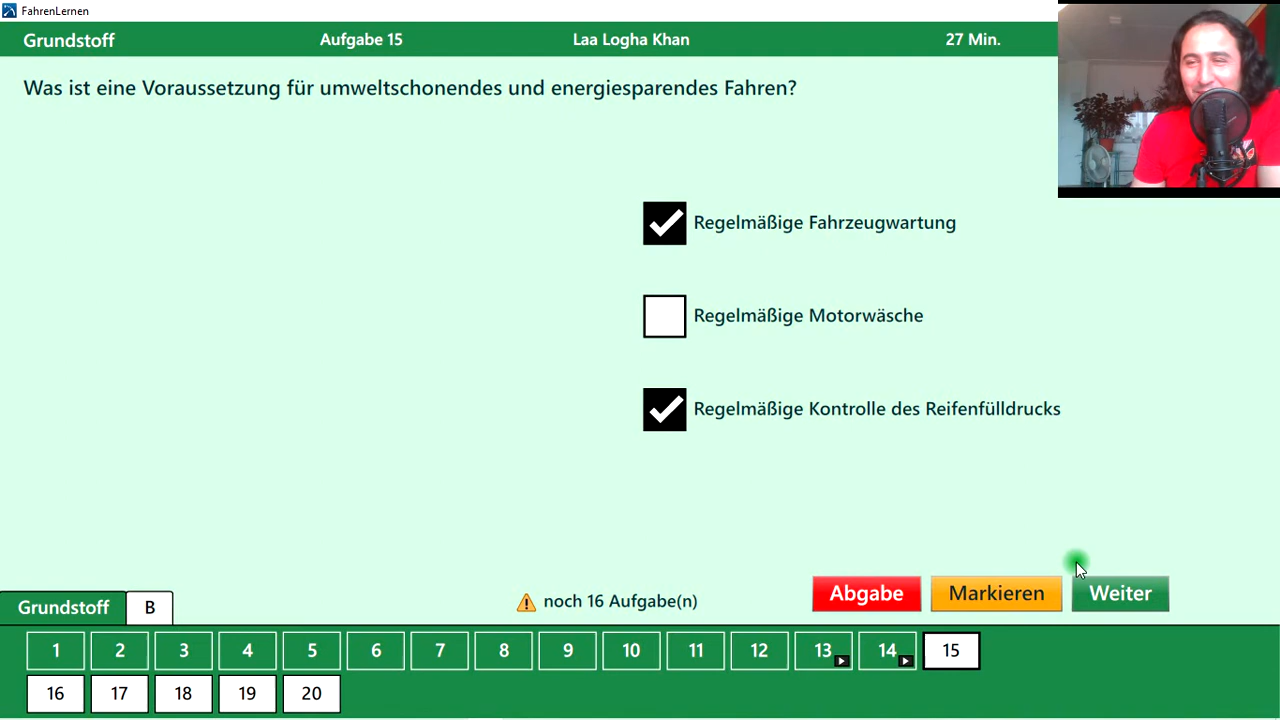 FahrenLernen
Grundstoff Aufgabe 15 Laa Logha Khan 27 Min.
Was ist eine Voraussetzung für umweltschonendes und energiesparendes Fahren?
Regelmäßige Fahrzeugwartung
Regelmäßige Motorwäsche
Regelmäßige Kontrolle des Reifenfülldrucks
Grundstoff B noch 16 Aufgabe(n) Abgabe Markieren Weiter
1 2 3 4 5 6 7 8 9 10 11 12 13 14 15
16 17 18 19 20